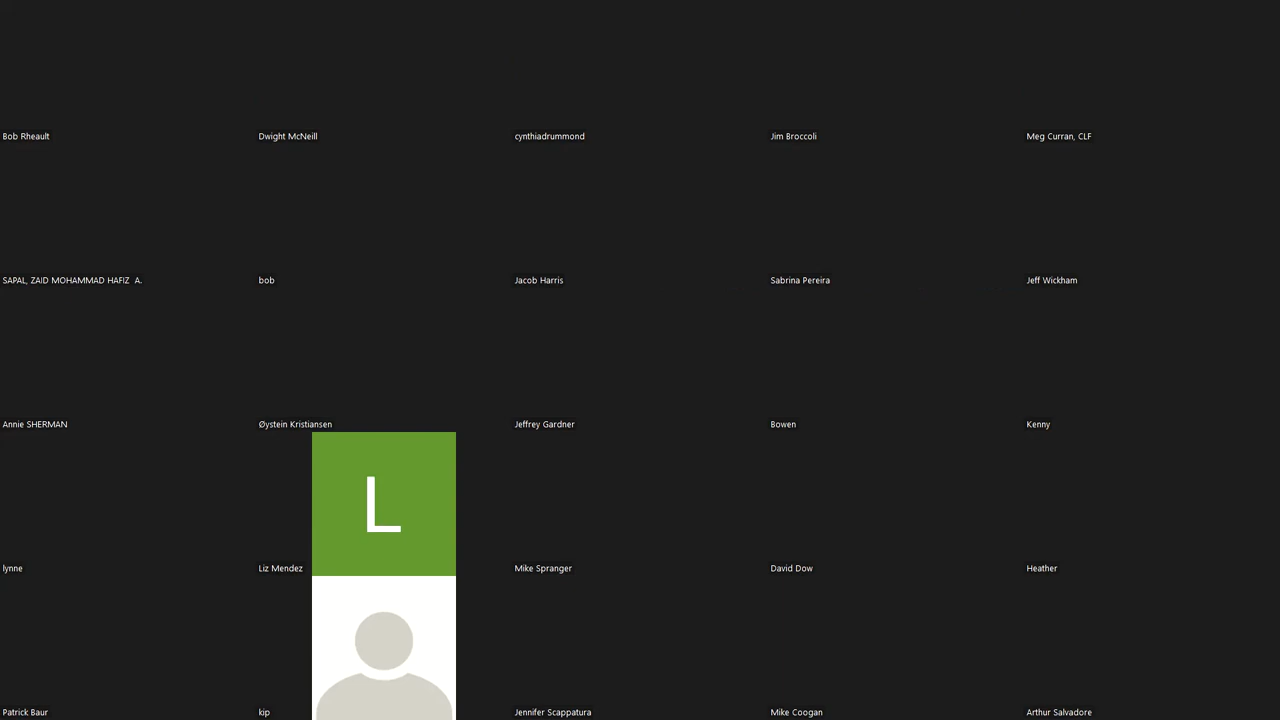 Bob Rheault
Dwight McNeill
cynthiadrummond
Jim Broccoli
Meg Curran, CLF
SAPAL, ZAID MOHAMMAD HAFIZ  A.
bob
Jacob Harris
Sabrina Pereira
Jeff Wickham
Annie SHERMAN
Øystein Kristiansen
Jeffrey Gardner
Bowen
Kenny
L
lynne
Liz Mendez
Mike Spranger
David Dow
Heather
Patrick Baur
kip
Jennifer Scappatura
Mike Coogan
Arthur Salvadore